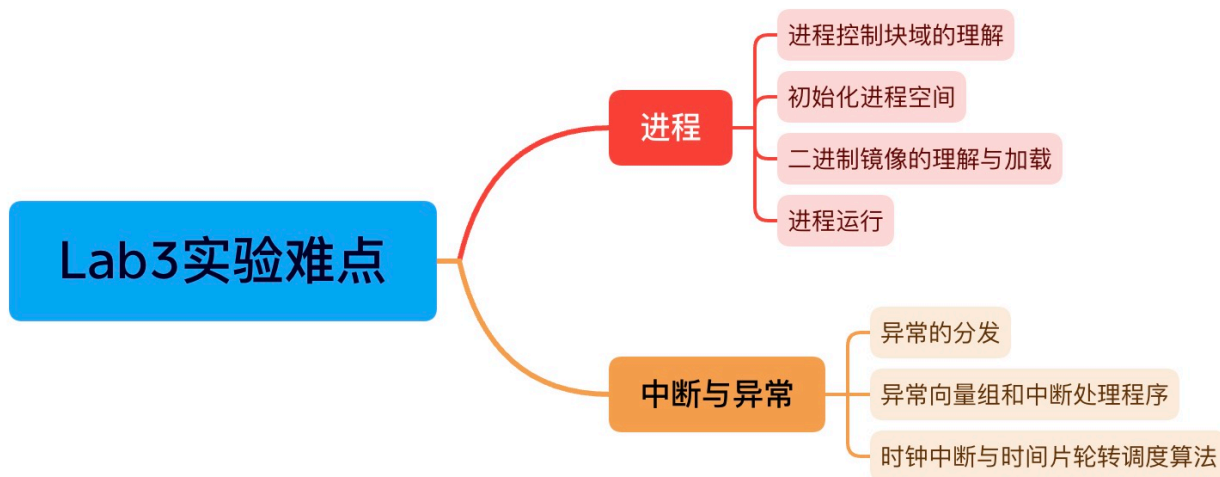 Lab3实验难点
进程
进程控制块域的理解
初始化进程空间
二进制镜像的理解与加载
进程运行
中断与异常
异常的分发
异常向量组和中断处理程序
时钟中断与时间片轮转调度算法